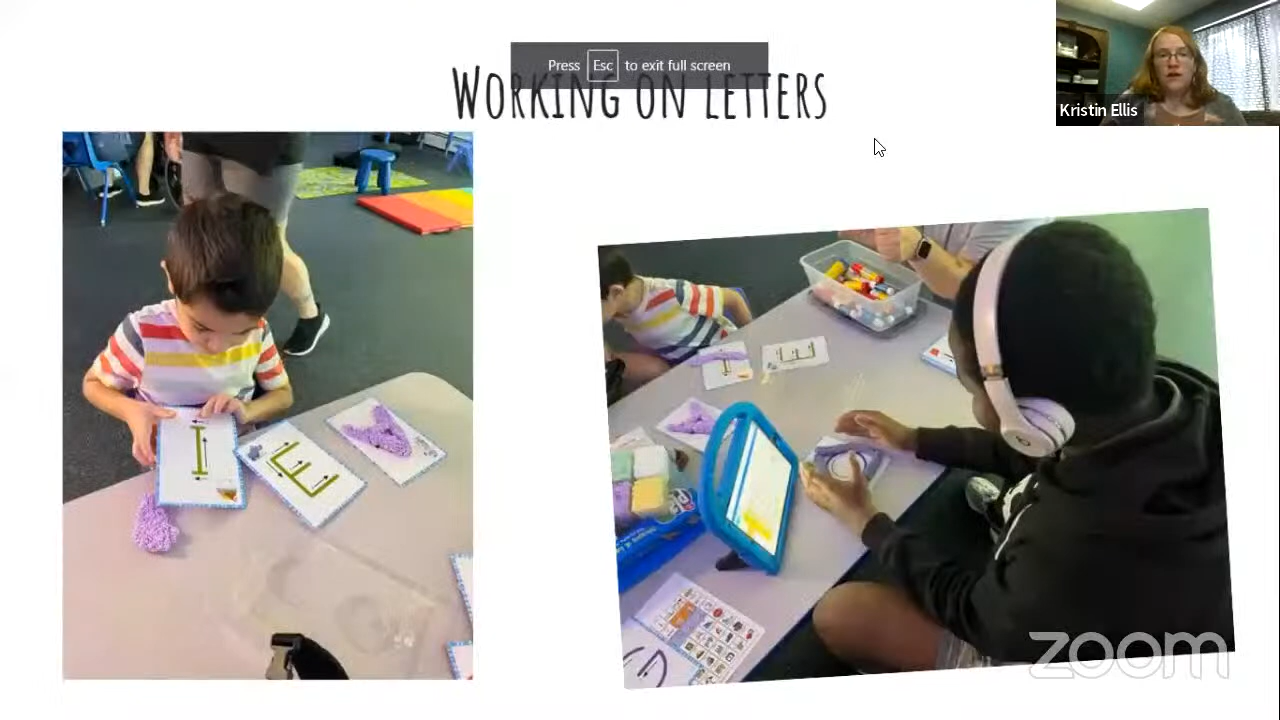 Press Esc to exit full screen
WORKING ON LETTERS
Kristin Ellis
I
E
A
I
E
zoom